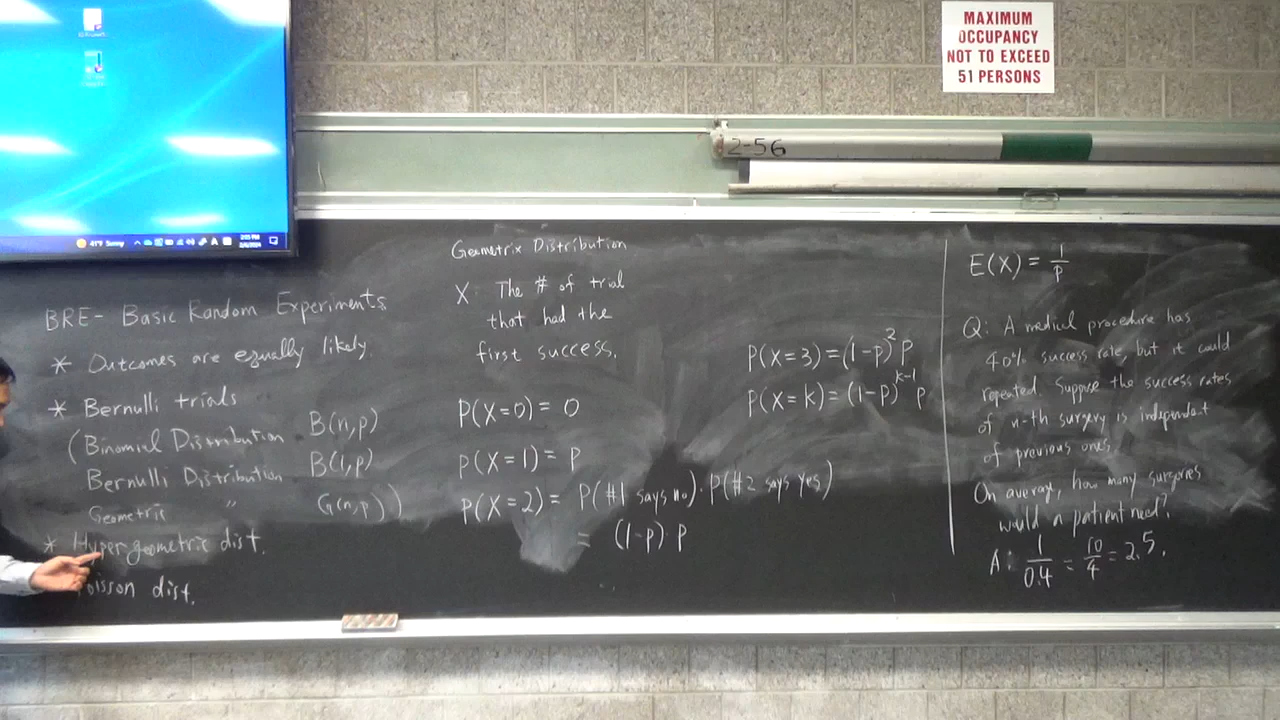 MAXIMUM
OCCUPANCY
NOT TO EXCEED
51 PERSONS
2-56
41°F Sunny
BRE- Basic Random Experiments
* Outcomes are equally likely.
* Bernulli trials
(Binomial Distribution B(n,p)
Bernulli Distribution B(1,p)
Geometric " G(n,p))
* Hypergeometric dist.
oisson dist.
Geometrix Distribution
X: The # of trial
that had the
first success.
P(X=0) = 0
P(X=1) = p
P(X=2) = P(#1 says no)·P(#2 says Yes)
= (1-p)·p
P(X=3) = (1-p)²p
P(X=k) = (1-p)^(k-1) p
E(X) = 1/p
Q: A medical procedure has
40% success rate, but it could
repeated. Suppose the success rates
of n-th surgery is independent
of previous ones.
On average, how many surgeries
would a patient need?
A: 1/0.4 = 10/4 = 2.5.